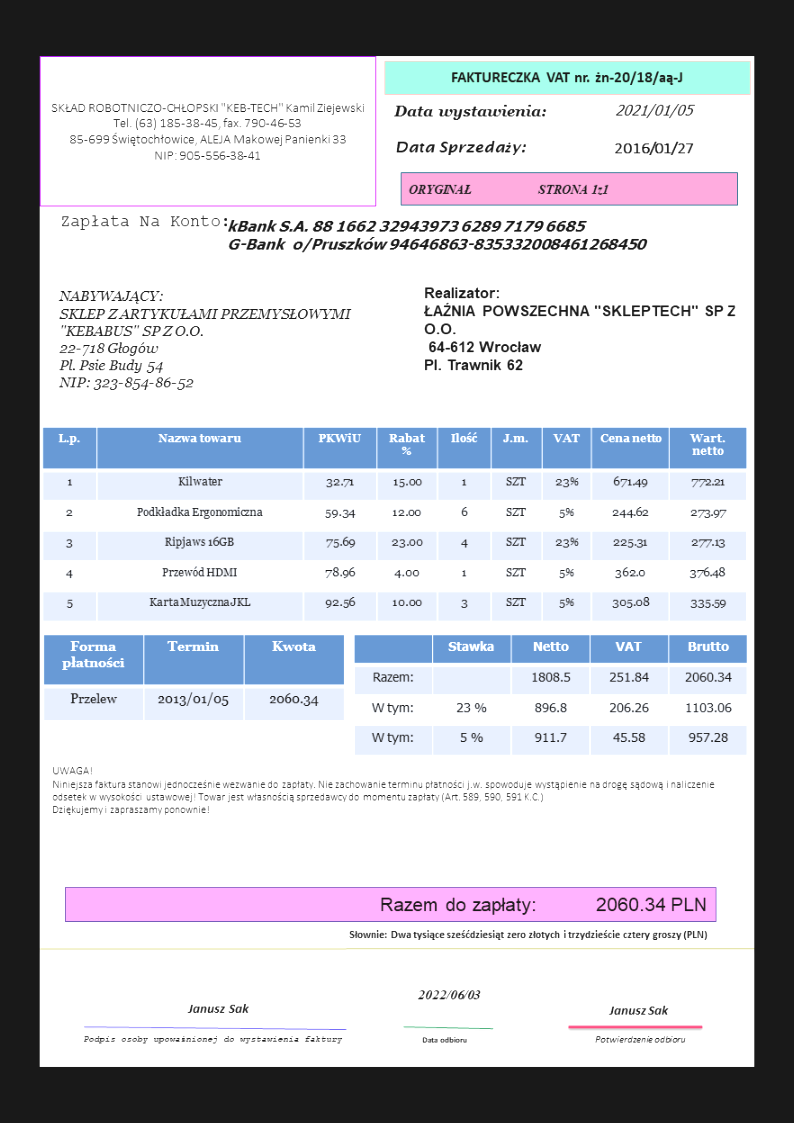 SKŁAD ROBOTNICZO-CHŁOPSKI "KEB-TECH" Kamil Ziejewski
Tel. (63) 185-38-45, fax. 790-46-53
85-699 Świętochłowice, ALEJA Makowej Panienki 33
NIP: 905-556-38-41
FAKTURECZKA VAT nr. żn-20/18/aą-J
Data wystawienia: 2021/01/05
Data Sprzedaży: 2016/01/27
ORYGINAŁ STRONA 1z1
Zapłata Na Konto:
kBank S.A. 88 1662 32943973 6289 7179 6685
G-Bank o/Pruszków 94646863-835332008461268450
NABYWAJĄCY:
SKLEP Z ARTYKUŁAMI PRZEMYSŁOWYMI
"KEBABUS" SP Z O.O.
22-718 Głogów
Pl. Psie Budy 54
NIP: 323-854-86-52
Realizator:
ŁAŹNIA POWSZECHNA "SKLEPTECH" SP Z
O.O.
64-612 Wrocław
Pl. Trawnik 62
L.p. Nazwa towaru PKWiU Rabat % Ilość J.m. VAT Cena netto Wart. netto
1 Kilwater 32.71 15.00 1 SZT 23% 671.49 772.21
2 Podkładka Ergonomiczna 59.34 12.00 6 SZT 5% 244.62 273.97
3 Ripjaws 16GB 75.69 23.00 4 SZT 23% 225.31 277.13
4 Przewód HDMI 78.96 4.00 1 SZT 5% 362.0 376.48
5 Karta Muzyczna JKL 92.56 10.00 3 SZT 5% 305.08 335.59
Forma płatności Termin Kwota
Przelew 2013/01/05 2060.34
Stawka Netto VAT Brutto
Razem: 1808.5 251.84 2060.34
W tym: 23 % 896.8 206.26 1103.06
W tym: 5 % 911.7 45.58 957.28
UWAGA!
Niniejsza faktura stanowi jednocześnie wezwanie do zapłaty. Nie zachowanie terminu płatności j.w. spowoduje wystąpienie na drogę sądową i naliczenie
odsetek w wysokości ustawowej! Towar jest własnością sprzedawcy do momentu zapłaty (Art. 589, 590, 591 K.C.)
Dziękujemy i zapraszamy ponownie!
Razem do zapłaty: 2060.34 PLN
Słownie: Dwa tysiące sześćdziesiąt zero złotych i trzydzieście cztery groszy (PLN)
Janusz Sak
Podpis osoby upoważnionej do wystawienia faktury
2022/06/03
Data odbioru
Janusz Sak
Potwierdzenie odbioru